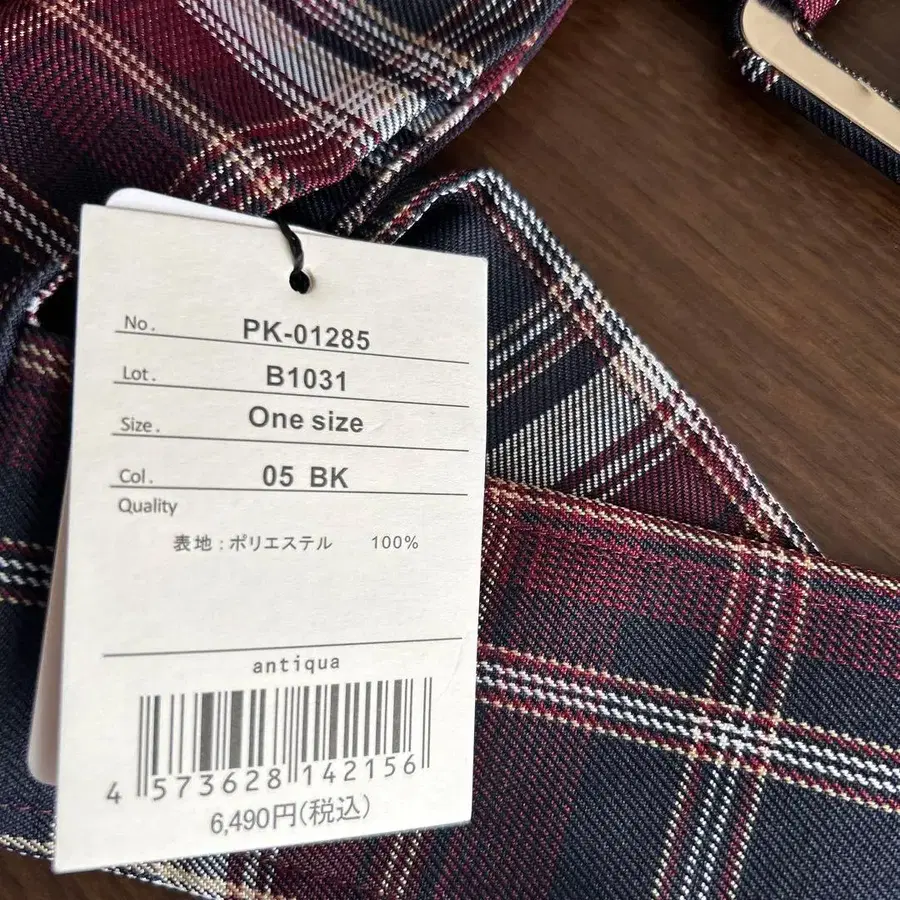 No. PK-01285
Lot. B1031
Size. One size
Col. 05 BK
Quality
表地:ポリエステル 100%
antiqua
4 573628 142156
6,490円(税込)